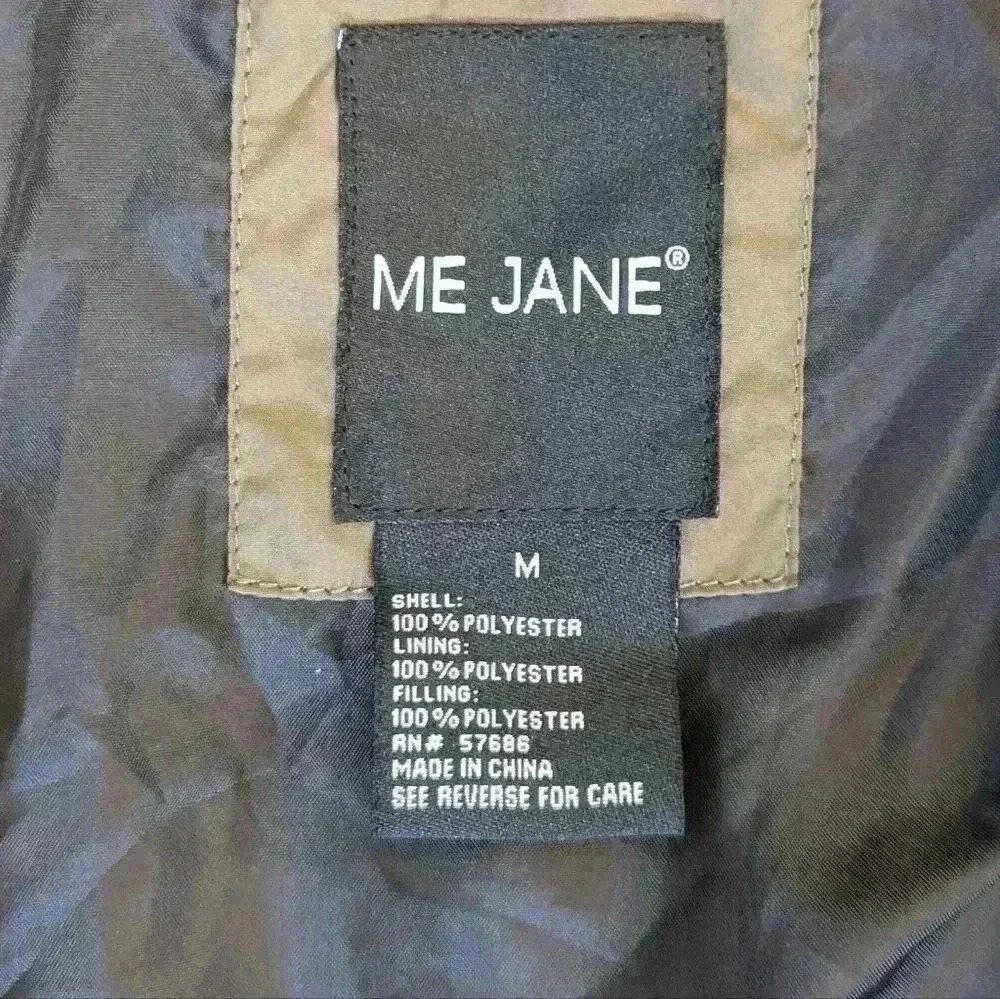 ME JANE®
M
SHELL:
100% POLYESTER
LINING:
100% POLYESTER
FILLING:
100% POLYESTER
RN# 57686
MADE IN CHINA
SEE REVERSE FOR CARE